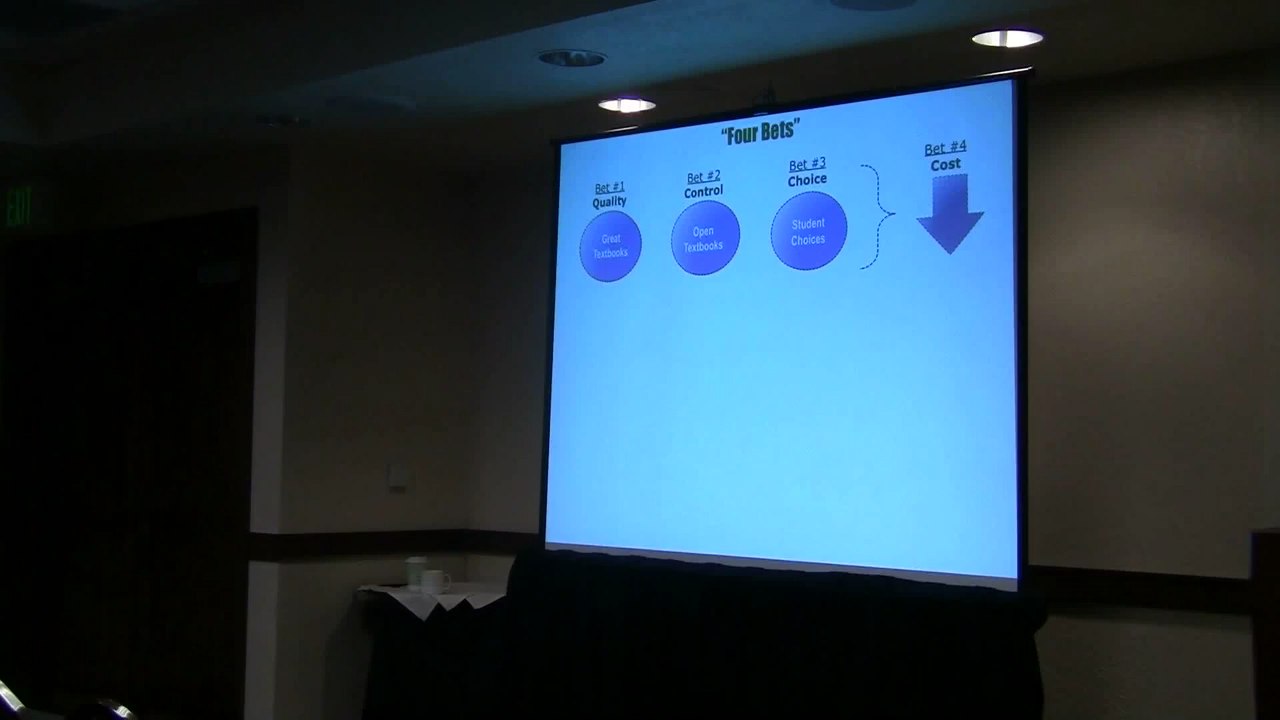 EXIT
“Four Bets”
Bet #1
Quality
Great
Textbooks
Bet #2
Control
Open
Textbooks
Bet #3
Choice
Student
Choices
Bet #4
Cost